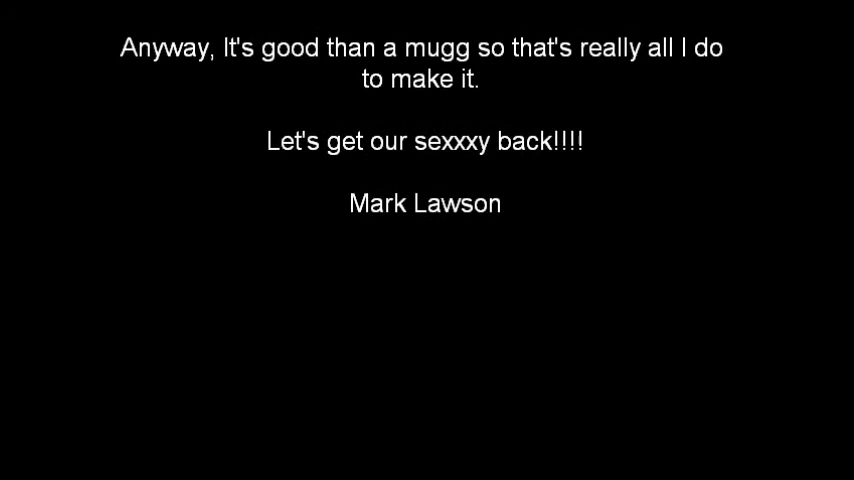 Anyway, It's good than a mugg so that's really all I do
to make it.
Let's get our sexxxy back!!!!
Mark Lawson